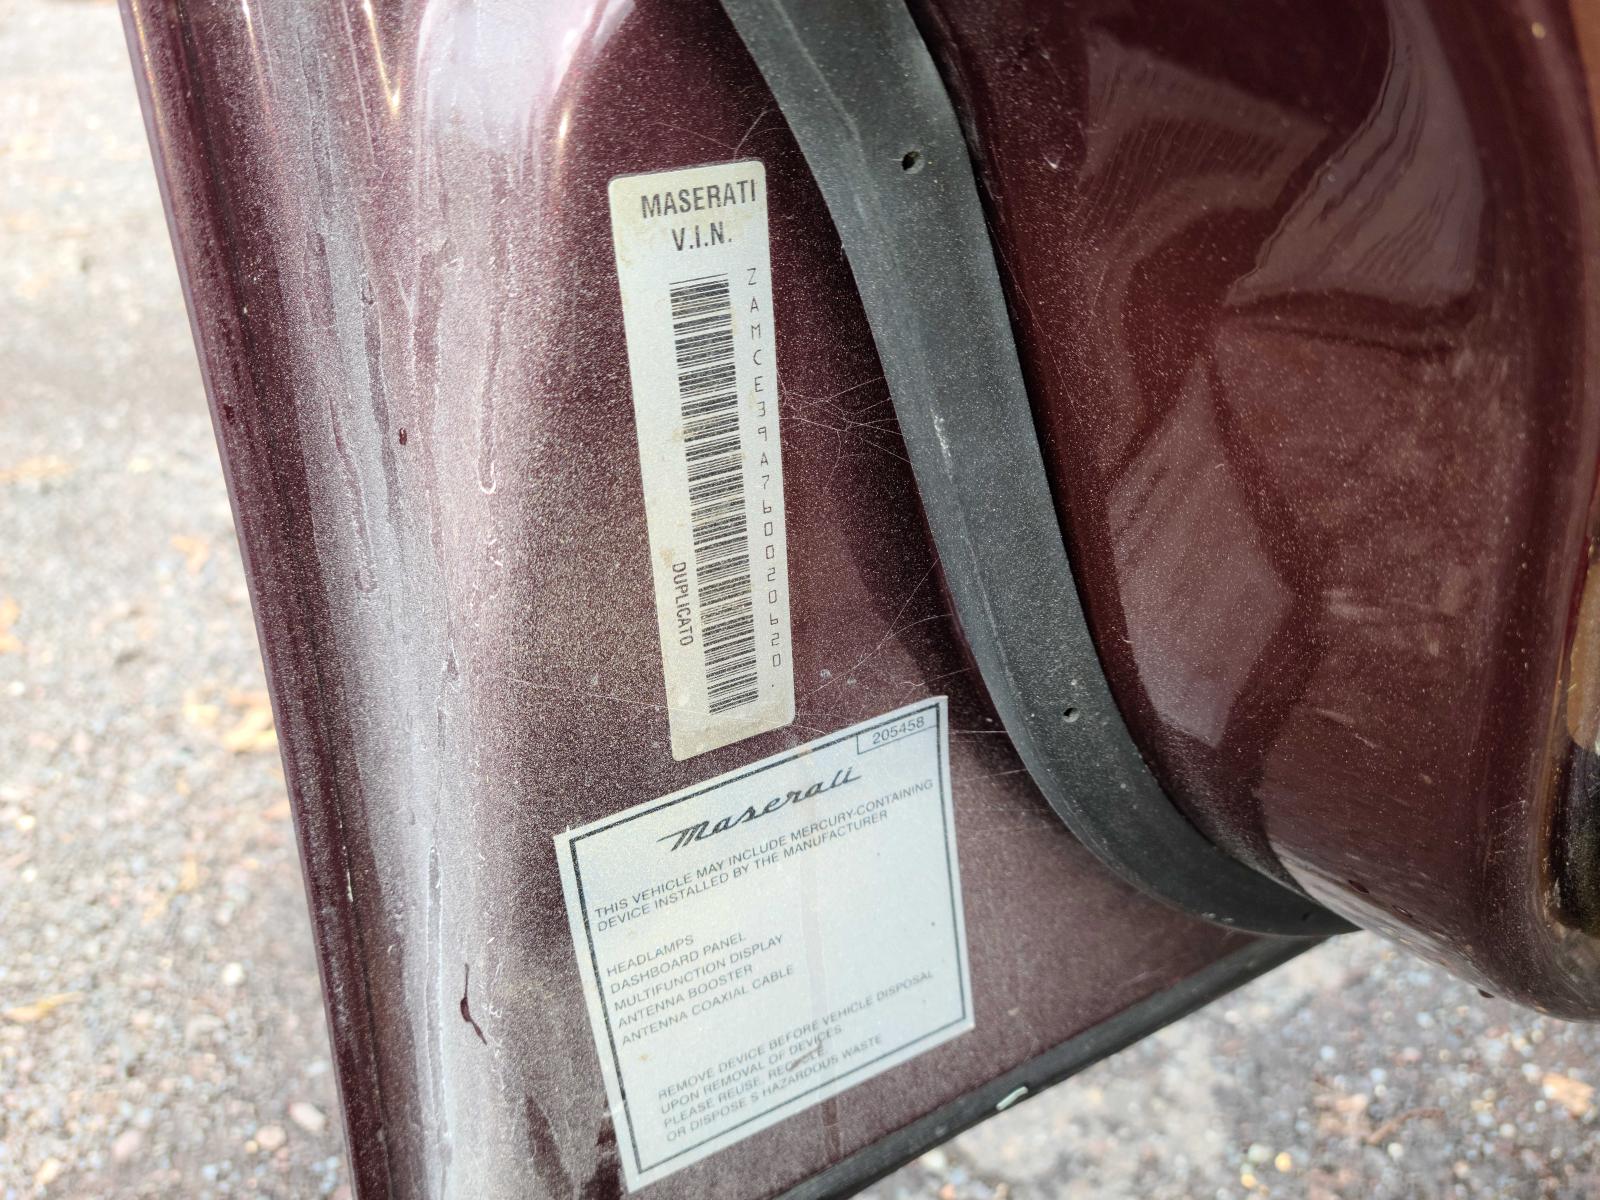 MASERATI
V.I.N.
ZAMCE39A760020620.
DUPLICATO
205458
Maserati
THIS VEHICLE MAY INCLUDE MERCURY-CONTAINING
DEVICE INSTALLED BY THE MANUFACTURER
HEADLAMPS
DASHBOARD PANEL
MULTIFUNCTION DISPLAY
ANTENNA BOOSTER
ANTENNA COAXIAL CABLE
REMOVE DEVICE BEFORE VEHICLE DISPOSAL
UPON REMOVAL OF DEVICES
PLEASE REUSE, RECYCLE,
OR DISPOSE S HAZARDOUS WASTE